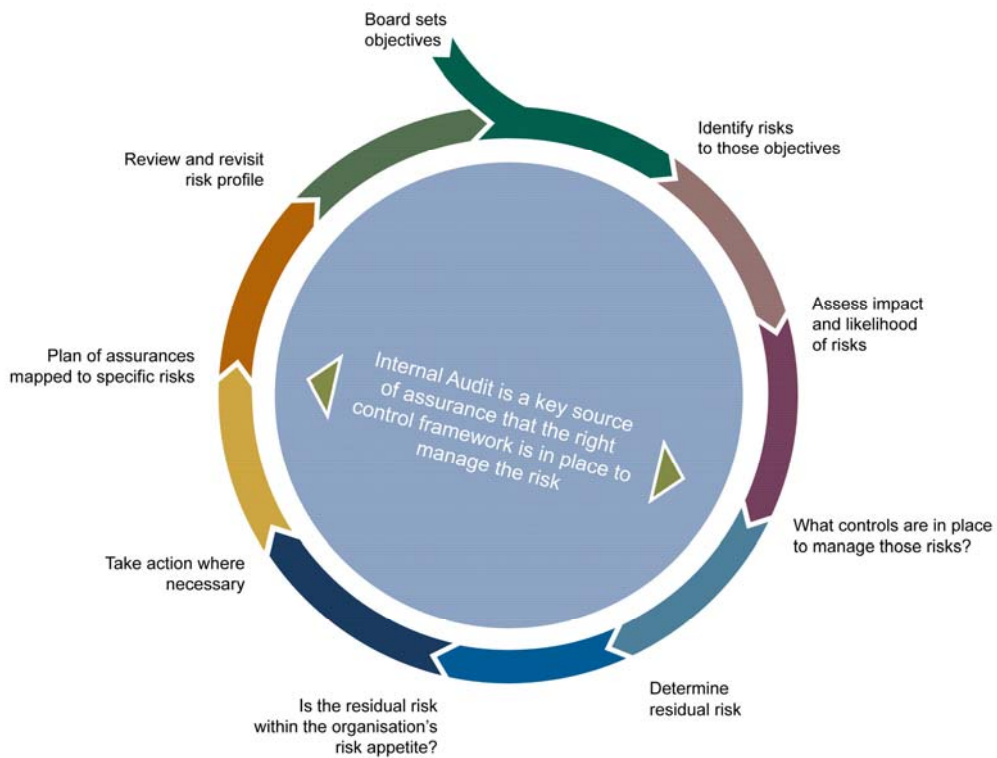 Board sets
objectives
Identify risks
to those objectives
Assess impact
and likelihood
of risks
What controls are in place
to manage those risks?
Determine
residual risk
Is the residual risk
within the organisation's
risk appetite?
Take action where
necessary
Plan of assurances
mapped to specific risks
Review and revisit
risk profile
Internal Audit is a key source
of assurance that the right
control framework is in place to
manage the risk